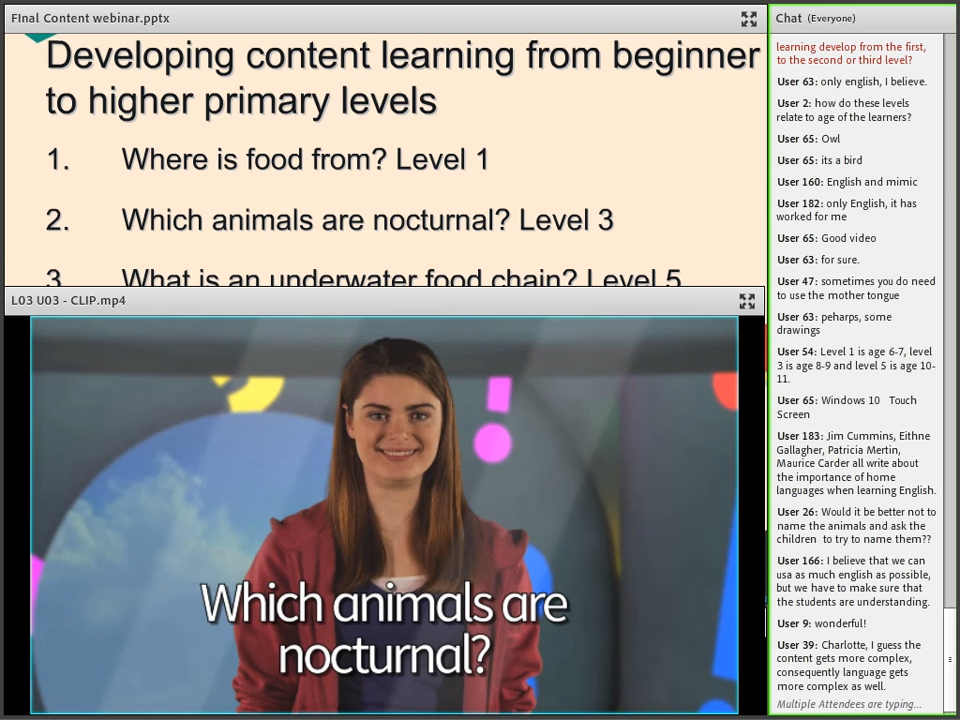 FInal Content webinar.pptx
Developing content learning from beginner
to higher primary levels
1. Where is food from? Level 1
2. Which animals are nocturnal? Level 3
3. What is an underwater food chain? Level 5
L03 U03 - CLIP.mp4
Which animals are
nocturnal?
Chat (Everyone)
learning develop from the first,
to the second or third level?
User 63: only english, I believe.
User 2: how do these levels
relate to age of the learners?
User 65: Owl
User 65: its a bird
User 160: English and mimic
User 182: only English, it has
worked for me
User 65: Good video
User 63: for sure.
User 47: sometimes you do need
to use the mother tongue
User 63: peharps, some
drawings
User 54: Level 1 is age 6-7, level
3 is age 8-9 and level 5 is age 10-
11.
User 65: Windows 10 Touch
Screen
User 183: Jim Cummins, Eithne
Gallagher, Patricia Mertin,
Maurice Carder all write about
the importance of home
languages when learning English.
User 26: Would it be better not to
name the animals and ask the
children to try to name them??
User 166: I believe that we can
usa as much english as possible,
but we have to make sure that
the students are understanding.
User 9: wonderful!
User 39: Charlotte, I guess the
content gets more complex,
consequently language gets
more complex as well.
Multiple Attendees are typing...